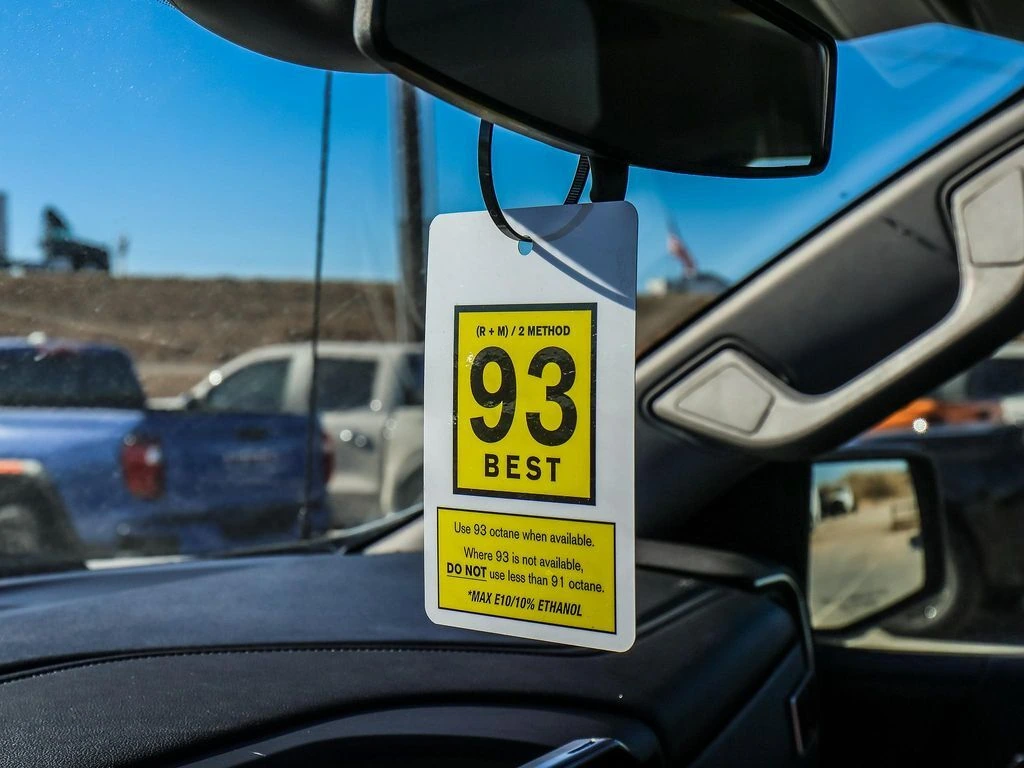 (R + M) / 2 METHOD
93
BEST
Use 93 octane when available.
Where 93 is not available,
DO NOT use less than 91 octane.
*MAX E10/10% ETHANOL